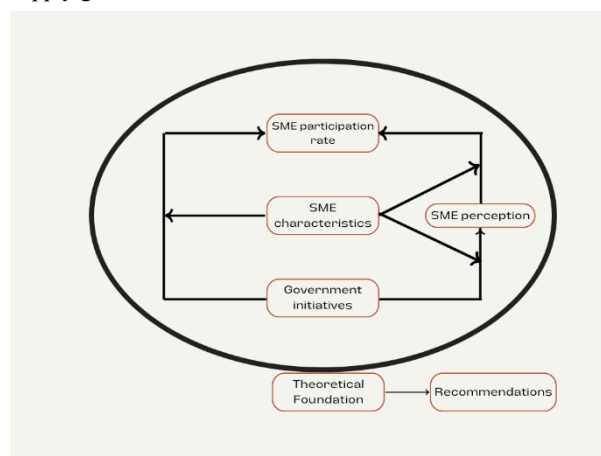 SME participation
rate
SME
characteristics
SME perception
Government
initiatives
Theoretical
Foundation
Recommendations